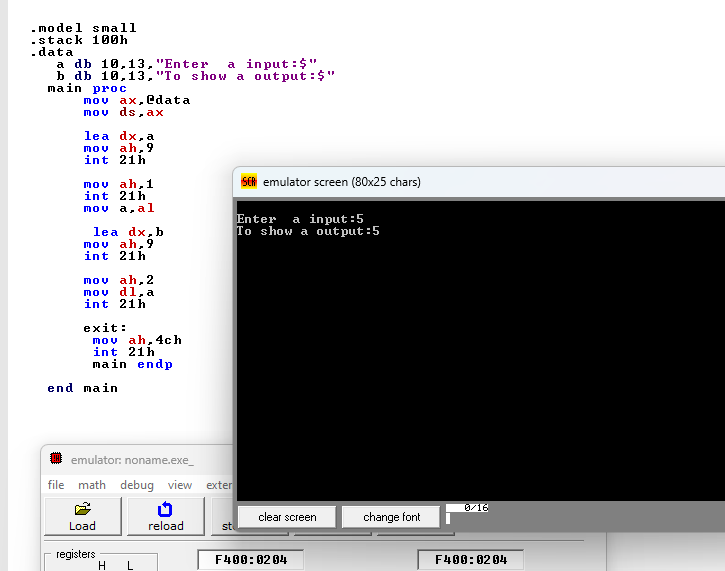 .model small
.stack 100h
.data
a db 10,13,"Enter  a input:$"
b db 10,13,"To show a output:$"
main proc
mov ax,@data
mov ds,ax
lea dx,a
mov ah,9
int 21h
mov ah,1
int 21h
mov a,al
lea dx,b
mov ah,9
int 21h
mov ah,2
mov dl,a
int 21h
exit:
mov ah,4ch
int 21h
main endp
end main
emulator screen (80x25 chars)
Enter  a input:5
To show a output:5
clear screen
change font
0/16
emulator: noname.exe_
file math debug view
Load
reload
registers
H L
F400:0204
F400:0204